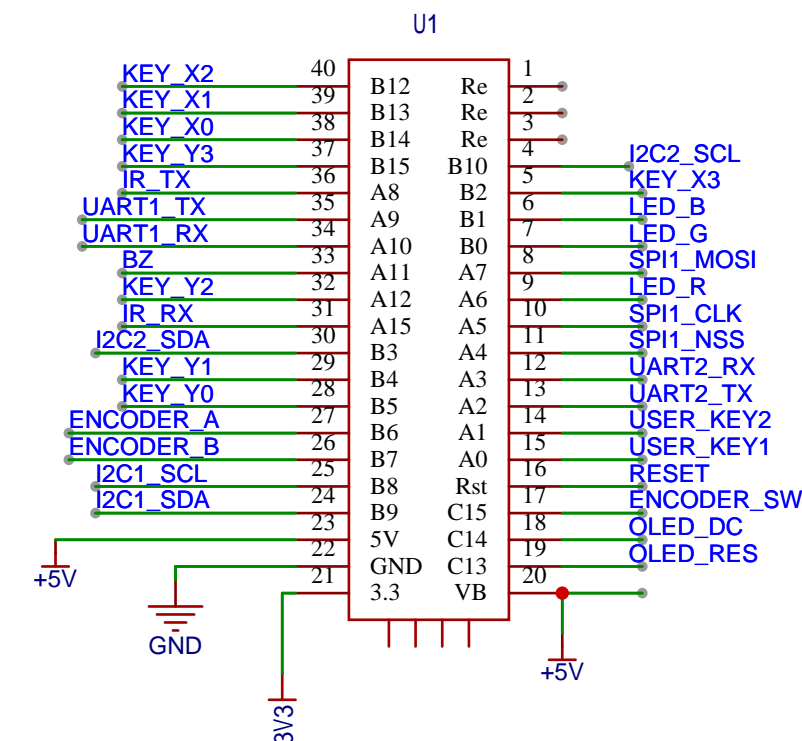 U1
KEY_X2 40 B12 Re 1
KEY_X1 39 B13 Re 2
KEY_X0 38 B14 Re 3
KEY_Y3 37 B15 B10 4 I2C2_SCL
IR_TX 36 A8 B2 5 KEY_X3
UART1_TX 35 A9 B1 6 LED_B
UART1_RX 34 A10 B0 7 LED_G
BZ 33 A11 A7 8 SPI1_MOSI
KEY_Y2 32 A12 A6 9 LED_R
IR_RX 31 A15 A5 10 SPI1_CLK
I2C2_SDA 30 B3 A4 11 SPI1_NSS
KEY_Y1 29 B4 A3 12 UART2_RX
KEY_Y0 28 B5 A2 13 UART2_TX
ENCODER_A 27 B6 A1 14 USER_KEY2
ENCODER_B 26 B7 A0 15 USER_KEY1
I2C1_SCL 25 B8 Rst 16 RESET
I2C1_SDA 24 B9 C15 17 ENCODER_SW
23 5V C14 18 OLED_DC
22 GND C13 19 OLED_RES
21 3.3 VB 20
+5V
GND
+5V
3V3